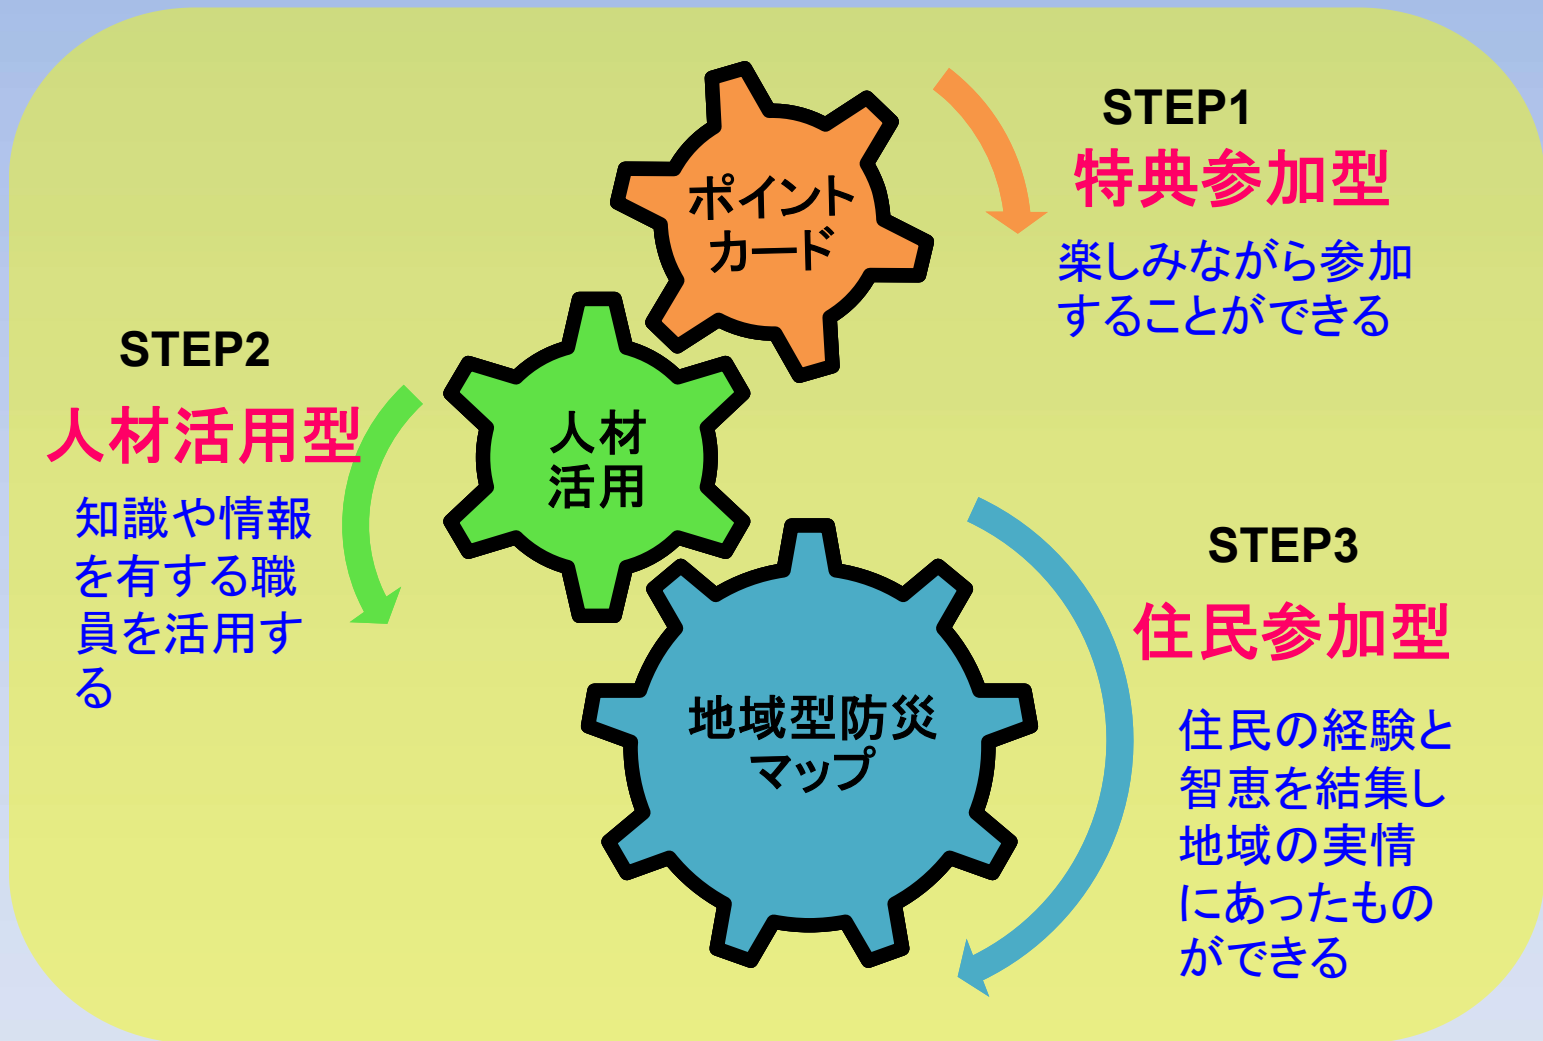 STEP1
特典参加型
楽しみながら参加
することができる
ポイント
カード
STEP2
人材活用型
知識や情報
を有する職
員を活用す
る
人材
活用
STEP3
住民参加型
住民の経験と
智恵を結集し
地域の実情
にあったもの
ができる
地域型防災
マップ